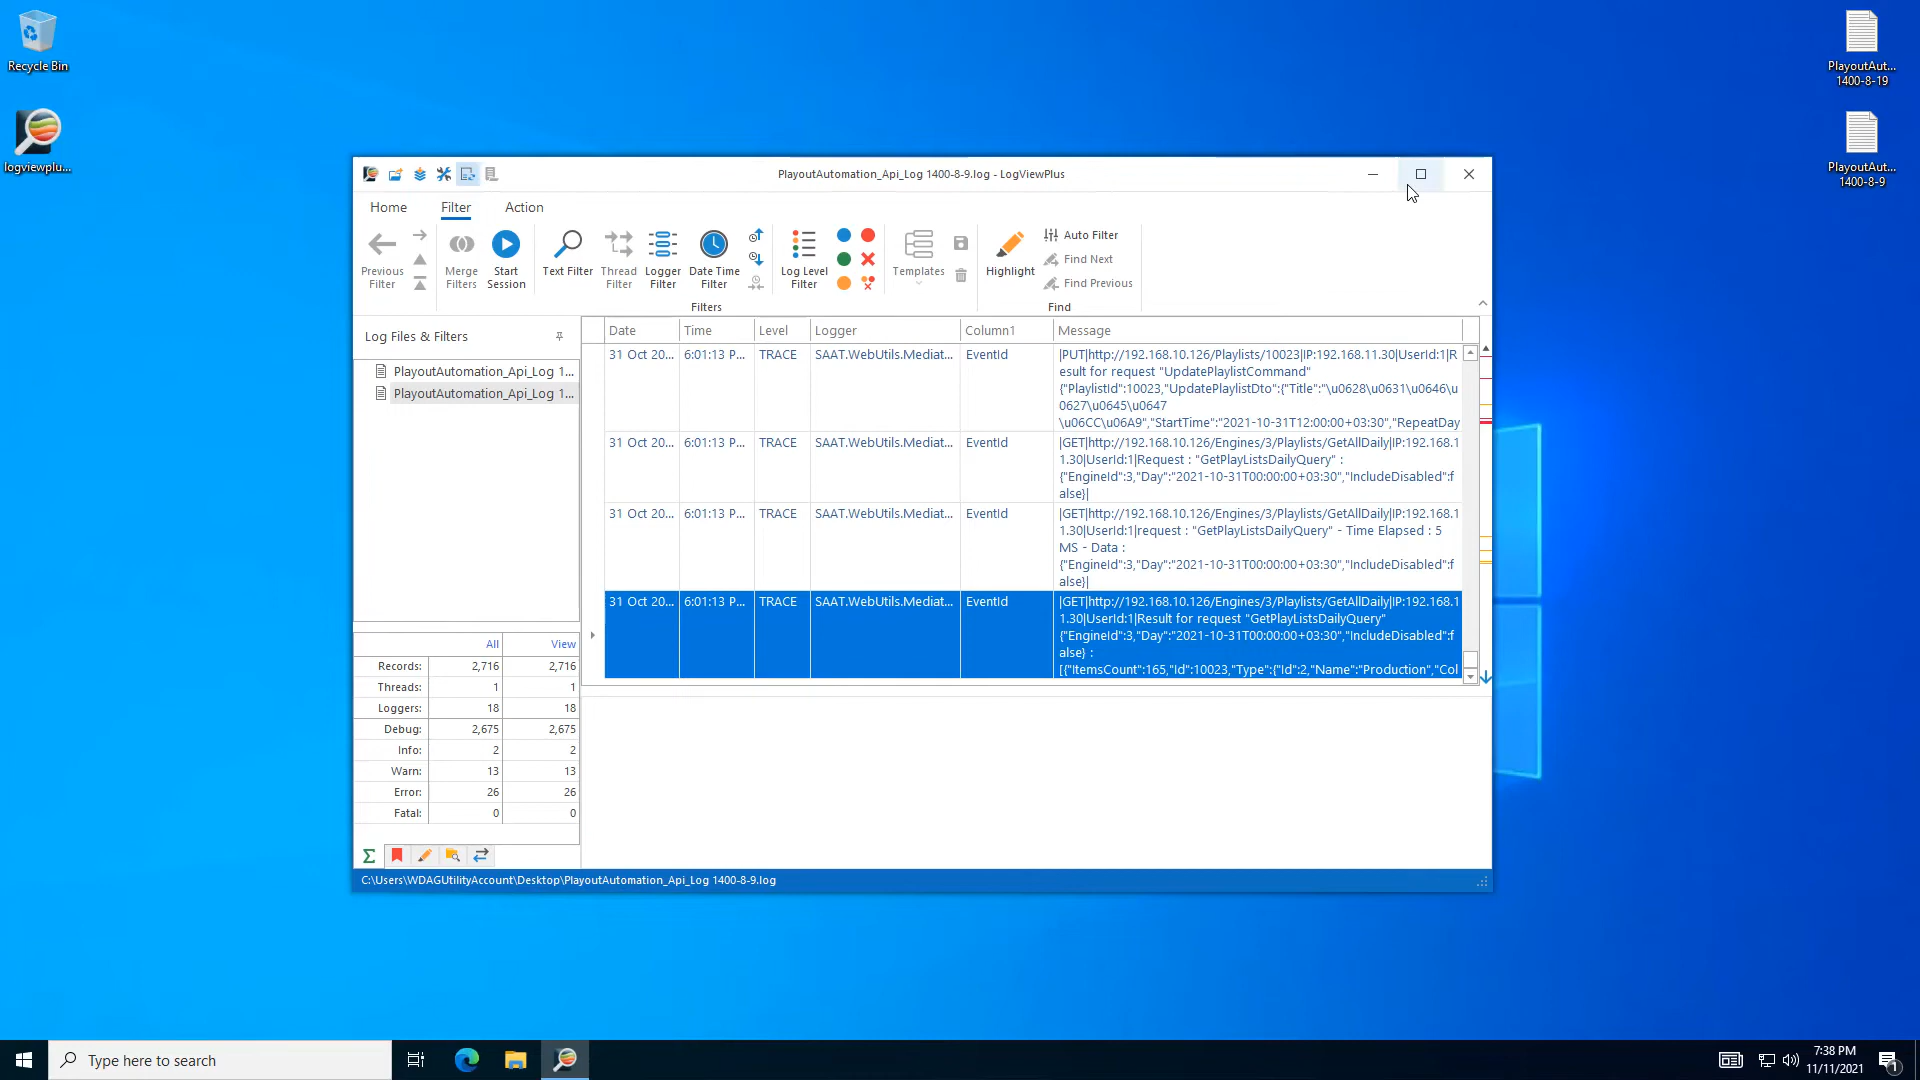 Recycle Bin
logviewplu...
PlayoutAut...
1400-8-19
PlayoutAut...
1400-8-9
PlayoutAutomation_Api_Log 1400-8-9.log - LogViewPlus
Home
Filter
Action
Previous
Filter
Merge
Filters
Start
Session
Text Filter
Thread
Filter
Logger
Filter
Date Time
Filter
Log Level
Filter
Templates
Highlight
Auto Filter
Find Next
Find Previous
Filters
Find
Log Files & Filters
PlayoutAutomation_Api_Log 1...
PlayoutAutomation_Api_Log 1...
Date Time Level Logger Column1 Message
31 Oct 20... 6:01:13 P... TRACE SAAT.WebUtils.Mediat... EventId |PUT|http://192.168.10.126/Playlists/10023|IP:192.168.11.30|UserId:1|R
esult for request "UpdatePlaylistCommand"
{"PlaylistId":10023,"UpdatePlaylistDto":{"Title":"\u0628\u0631\u0646\u
0627\u0645\u0647
\u06CC\u06A9","StartTime":"2021-10-31T12:00:00+03:30","RepeatDay
31 Oct 20... 6:01:13 P... TRACE SAAT.WebUtils.Mediat... EventId |GET|http://192.168.10.126/Engines/3/Playlists/GetAllDaily|IP:192.168.1
1.30|UserId:1|Request : "GetPlayListsDailyQuery" :
{"EngineId":3,"Day":"2021-10-31T00:00:00+03:30","IncludeDisabled":f
alse}|
31 Oct 20... 6:01:13 P... TRACE SAAT.WebUtils.Mediat... EventId |GET|http://192.168.10.126/Engines/3/Playlists/GetAllDaily|IP:192.168.1
1.30|UserId:1|request : "GetPlayListsDailyQuery" - Time Elapsed : 5
MS - Data :
{"EngineId":3,"Day":"2021-10-31T00:00:00+03:30","IncludeDisabled":f
alse}|
31 Oct 20... 6:01:13 P... TRACE SAAT.WebUtils.Mediat... EventId |GET|http://192.168.10.126/Engines/3/Playlists/GetAllDaily|IP:192.168.1
1.30|UserId:1|Result for request "GetPlayListsDailyQuery"
{"EngineId":3,"Day":"2021-10-31T00:00:00+03:30","IncludeDisabled":f
alse} :
[{"ItemsCount":165,"Id":10023,"Type":{"Id":2,"Name":"Production","Col
All View
Records: 2,716 2,716
Threads: 1 1
Loggers: 18 18
Debug: 2,675 2,675
Info: 2 2
Warn: 13 13
Error: 26 26
Fatal: 0 0
C:\Users\WDAGUtilityAccount\Desktop\PlayoutAutomation_Api_Log 1400-8-9.log
Type here to search
7:38 PM
11/11/2021
1